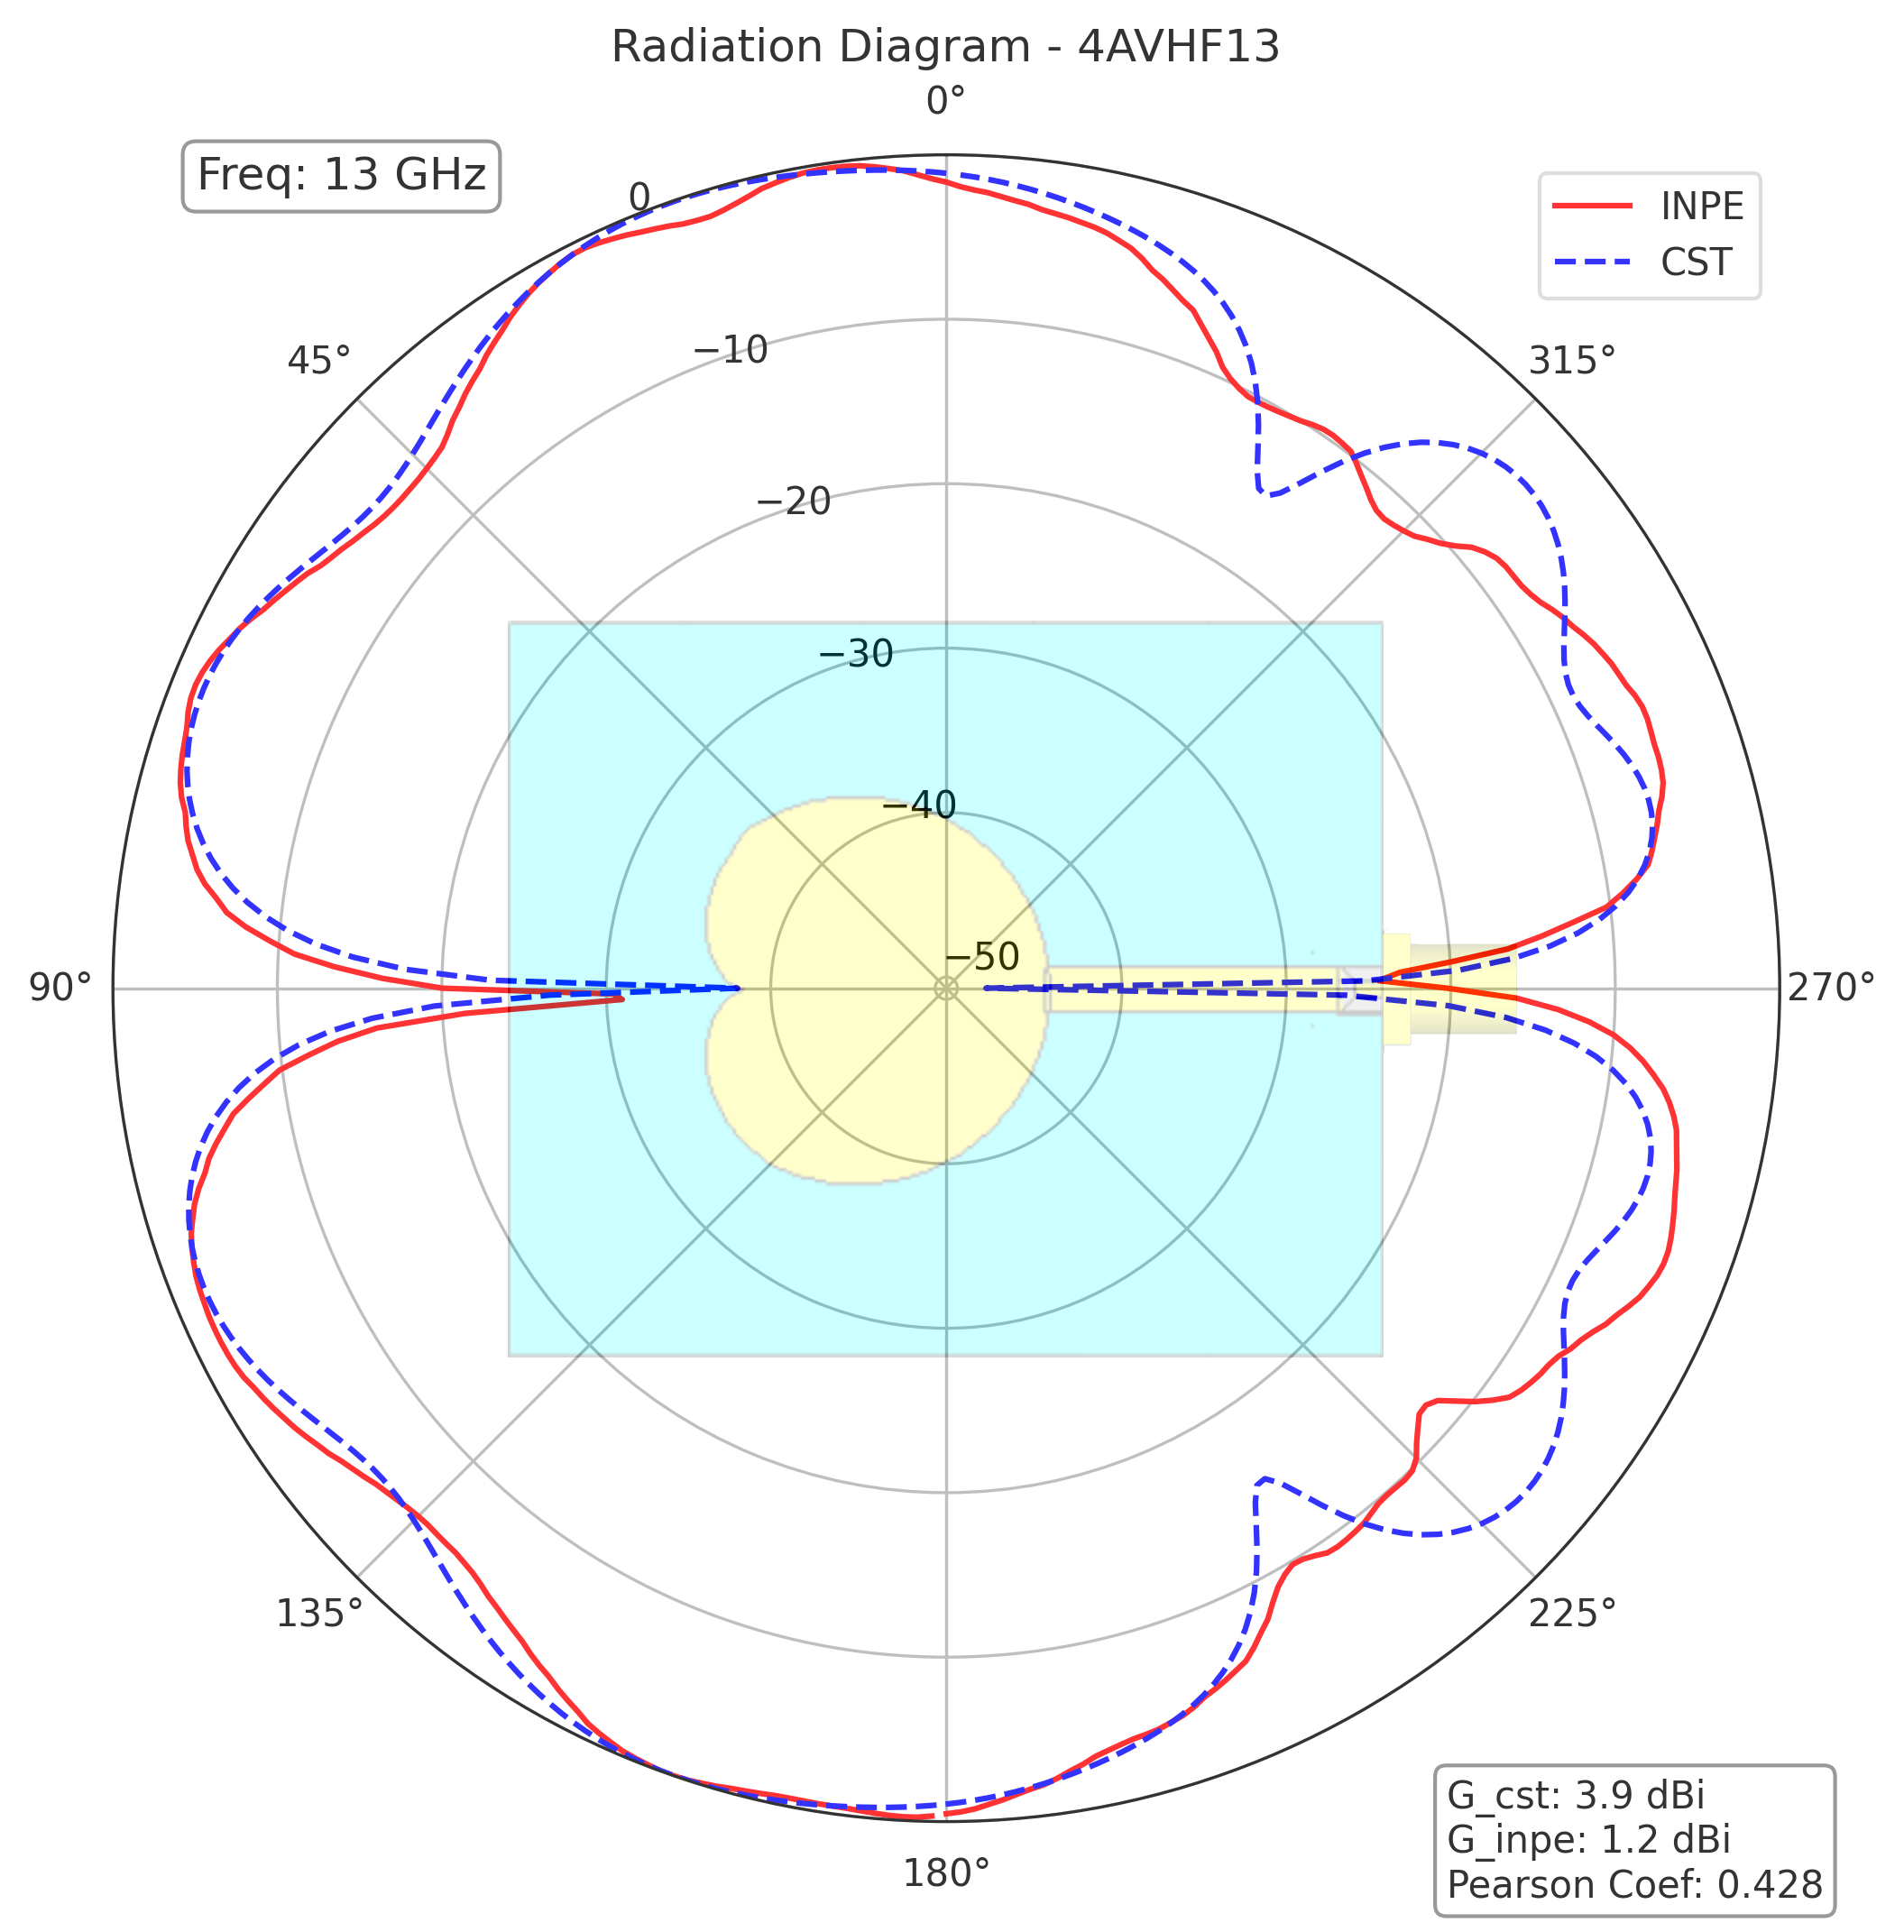 Radiation Diagram - 4AVHF13
0°
Freq: 13 GHz
INPE
CST
0
−10
−20
−30
−40
−50
45°
315°
90°
270°
135°
225°
180°
G_cst: 3.9 dBi
G_inpe: 1.2 dBi
Pearson Coef: 0.428